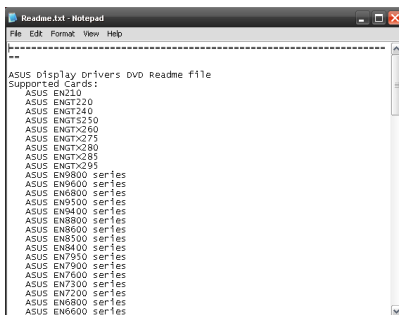 Readme.txt - Notepad
File Edit Format View Help
--------------------------------------------------------------------------------
--
ASUS Display Drivers DVD Readme file
Supported Cards:
ASUS EN210
ASUS ENGT220
ASUS ENGT240
ASUS ENGTS250
ASUS ENGTX260
ASUS ENGTX275
ASUS ENGTX280
ASUS ENGTX285
ASUS ENGTX295
ASUS EN9800 series
ASUS EN9600 series
ASUS EN6800 series
ASUS EN9500 series
ASUS EN9400 series
ASUS EN8800 series
ASUS EN8600 series
ASUS EN8500 series
ASUS EN8400 series
ASUS EN7950 series
ASUS EN7900 series
ASUS EN7600 series
ASUS EN7300 series
ASUS EN7200 series
ASUS EN6800 series
ASUS EN6600 series